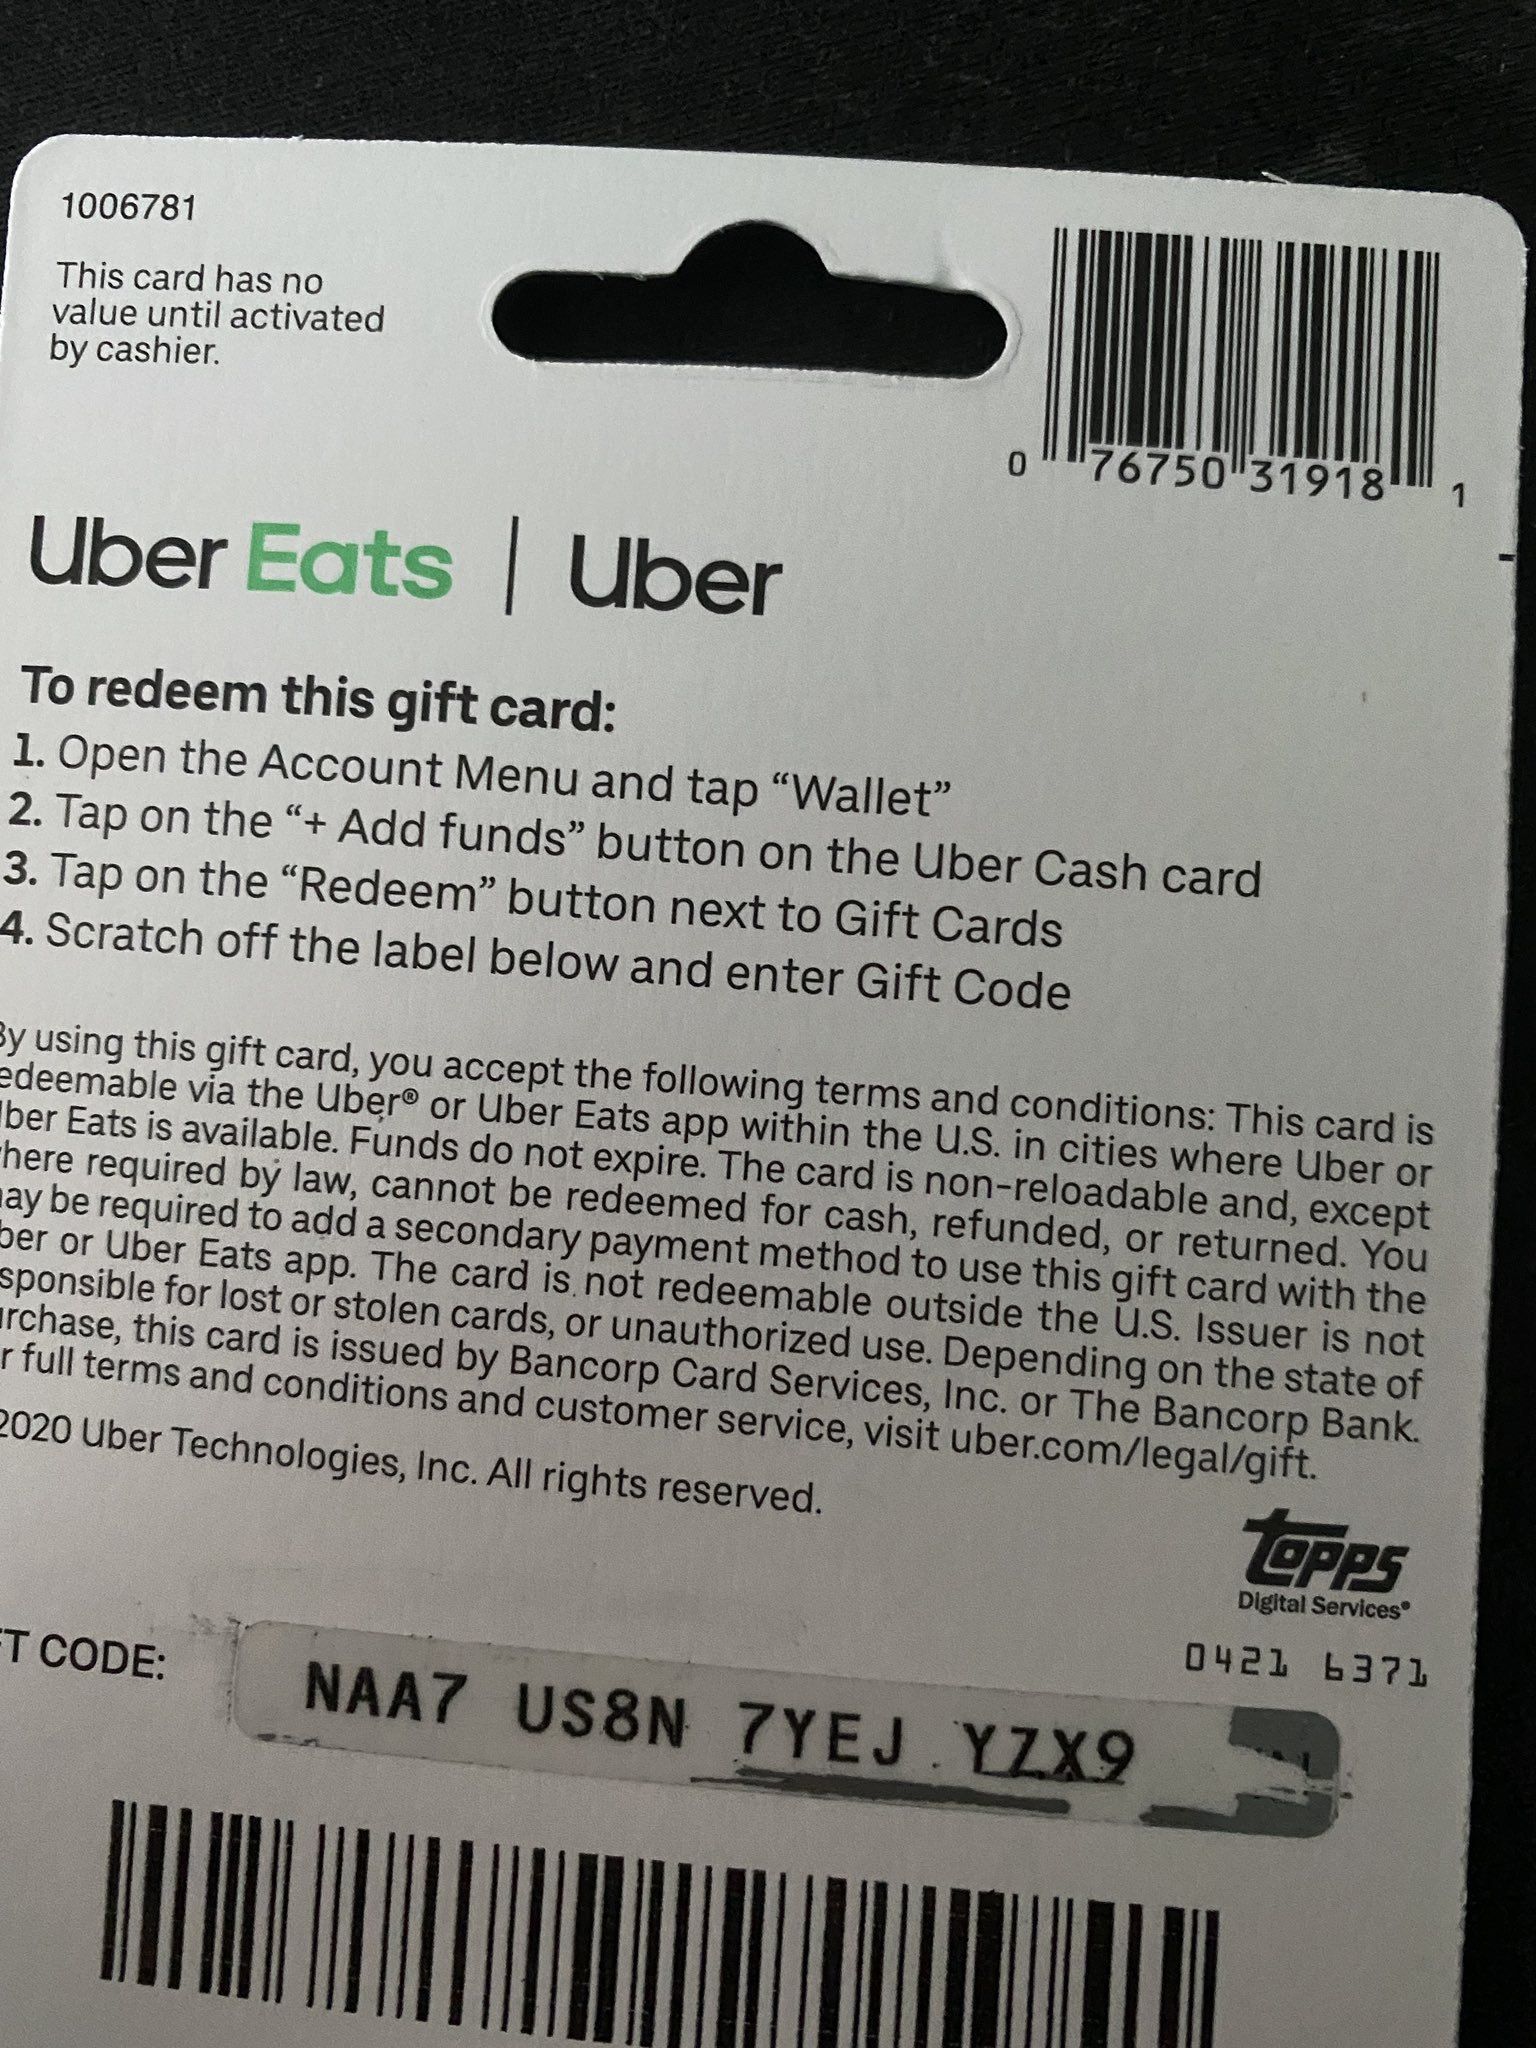 1006781
This card has no
value until activated
by cashier.
0 76750 31918 1
Uber Eats | Uber
To redeem this gift card:
1. Open the Account Menu and tap “Wallet”
2. Tap on the “+ Add funds” button on the Uber Cash card
3. Tap on the “Redeem” button next to Gift Cards
4. Scratch off the label below and enter Gift Code
By using this gift card, you accept the following terms and conditions: This card is
edeemable via the Uber® or Uber Eats app within the U.S. in cities where Uber or
ber Eats is available. Funds do not expire. The card is non-reloadable and, except
here required by law, cannot be redeemed for cash, refunded, or returned. You
ay be required to add a secondary payment method to use this gift card with the
ber or Uber Eats app. The card is not redeemable outside the U.S. Issuer is not
sponsible for lost or stolen cards, or unauthorized use. Depending on the state of
rchase, this card is issued by Bancorp Card Services, Inc. or The Bancorp Bank.
r full terms and conditions and customer service, visit uber.com/legal/gift.
2020 Uber Technologies, Inc. All rights reserved.
topps
Digital Services®
0421 6371
FT CODE:
NAA7 US8N 7YEJ YZX9